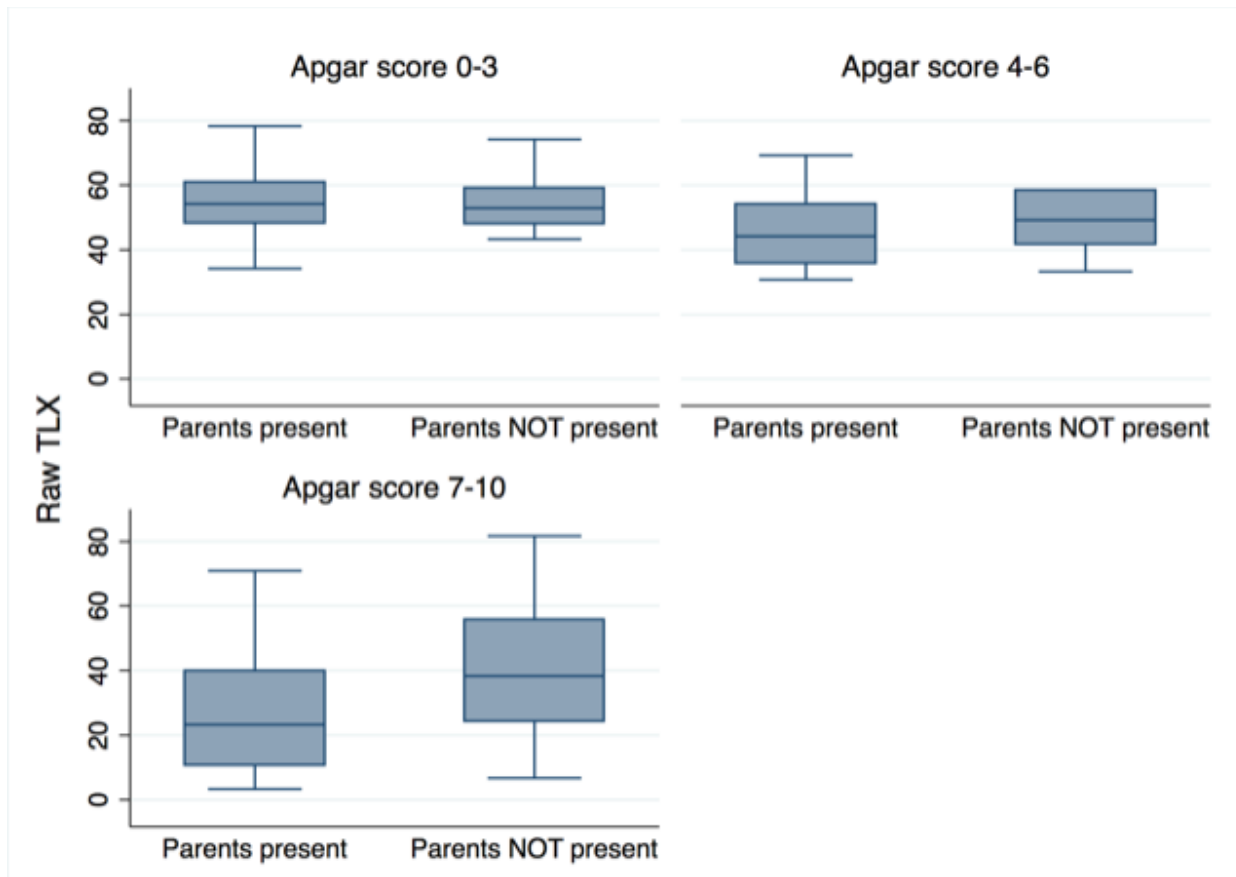 Apgar score 0-3
Apgar score 4-6
80
60
40
20
0
Parents present
Parents NOT present
Parents present
Parents NOT present
Raw TLX
Apgar score 7-10
80
60
40
20
0
Parents present
Parents NOT present